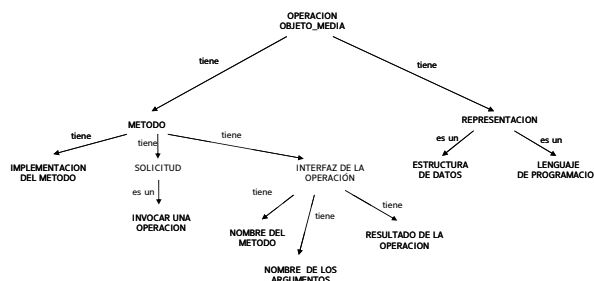 OPERACION
OBJETO_MEDIA
tiene
tiene
METODO
REPRESENTACION
tiene
tiene
tiene
es un
es un
IMPLEMENTACION
DEL METODO
SOLICITUD
INTERFAZ DE LA
OPERACIÓN
ESTRUCTURA
DE DATOS
LENGUAJE
DE PROGRAMACIO
es un
tiene
tiene
tiene
INVOCAR UNA
OPERACION
NOMBRE DEL
METODO
RESULTADO DE LA
OPERACION
NOMBRE DE LOS
ARGUMENTOS